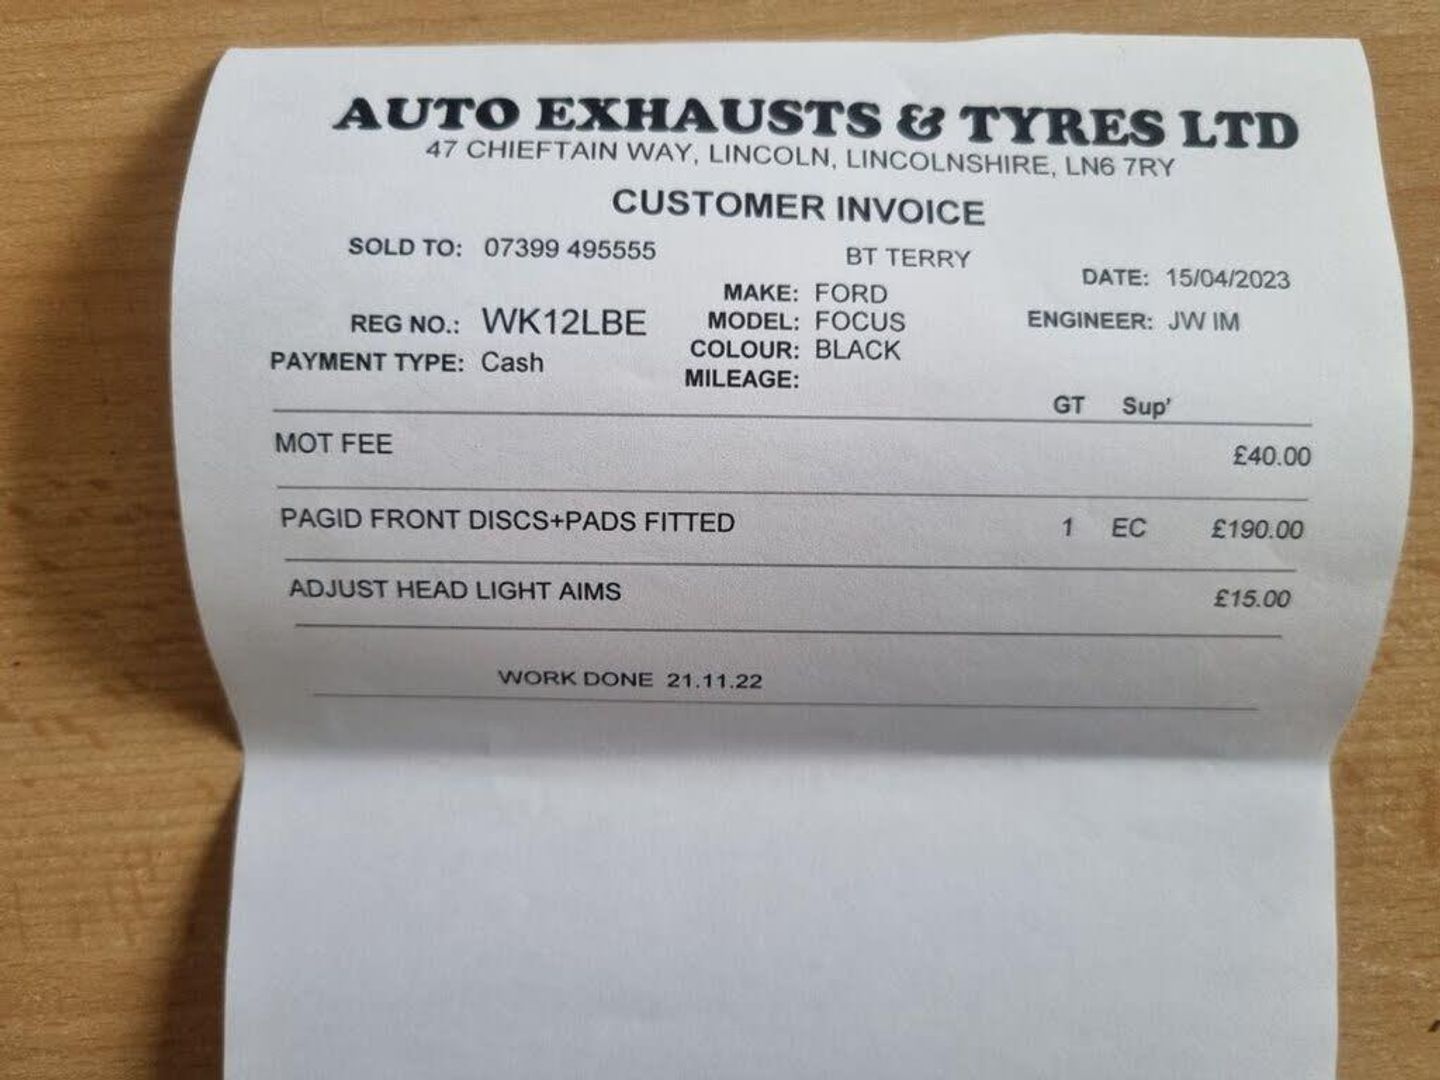 AUTO EXHAUSTS & TYRES LTD
47 CHIEFTAIN WAY, LINCOLN, LINCOLNSHIRE, LN6 7RY
CUSTOMER INVOICE
SOLD TO: 07399 495555 BT TERRY
DATE: 15/04/2023
MAKE: FORD
REG NO.: WK12LBE MODEL: FOCUS ENGINEER: JW IM
PAYMENT TYPE: Cash COLOUR: BLACK
MILEAGE:
GT Sup'
MOT FEE £40.00
PAGID FRONT DISCS+PADS FITTED 1 EC £190.00
ADJUST HEAD LIGHT AIMS £15.00
WORK DONE 21.11.22